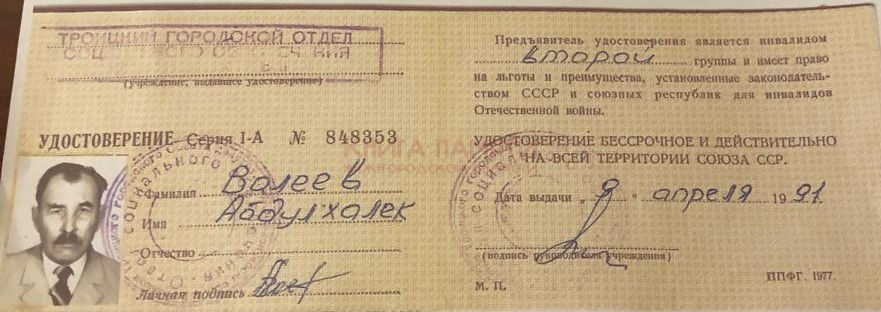 ТРОИЦКИЙ ГОРОДСКОЙ ОТДЕЛ
(учреждение, выдавшее удостоверение)
УДОСТОВЕРЕНИЕ Серия I-А № 848353
Фамилия Валеев
Имя Абдулхалек
Отчество
Личная подпись
Предъявитель удостоверения является инвалидом
второй группы и имеет право
на льготы и преимущества, установленные законодатель-
ством СССР и союзных республик для инвалидов
Отечественной войны.
УДОСТОВЕРЕНИЕ БЕССРОЧНОЕ И ДЕЙСТВИТЕЛЬНО
НА ВСЕЙ ТЕРРИТОРИИ СОЮЗА ССР.
Дата выдачи „ 9 " апреля 1991.
(подпись руководителя учреждения)
М. П.
ППФГ. 1977.